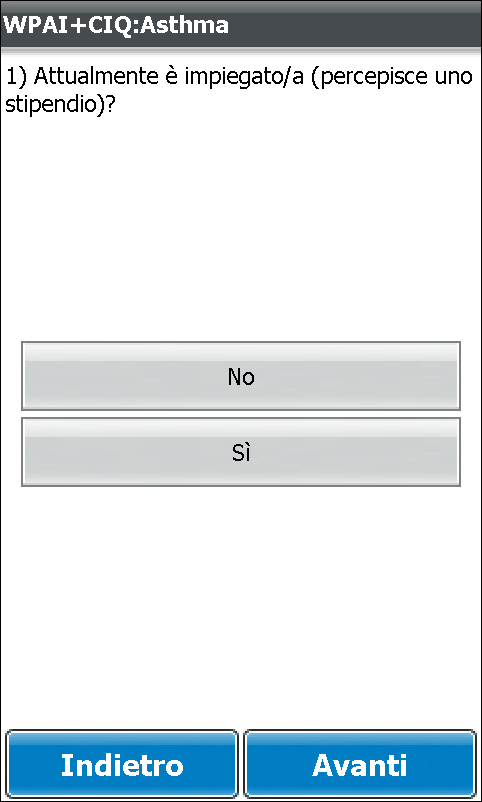 WPAI+CIQ:Asthma
1) Attualmente è impiegato/a (percepisce uno
stipendio)?
No
Sì
Indietro
Avanti